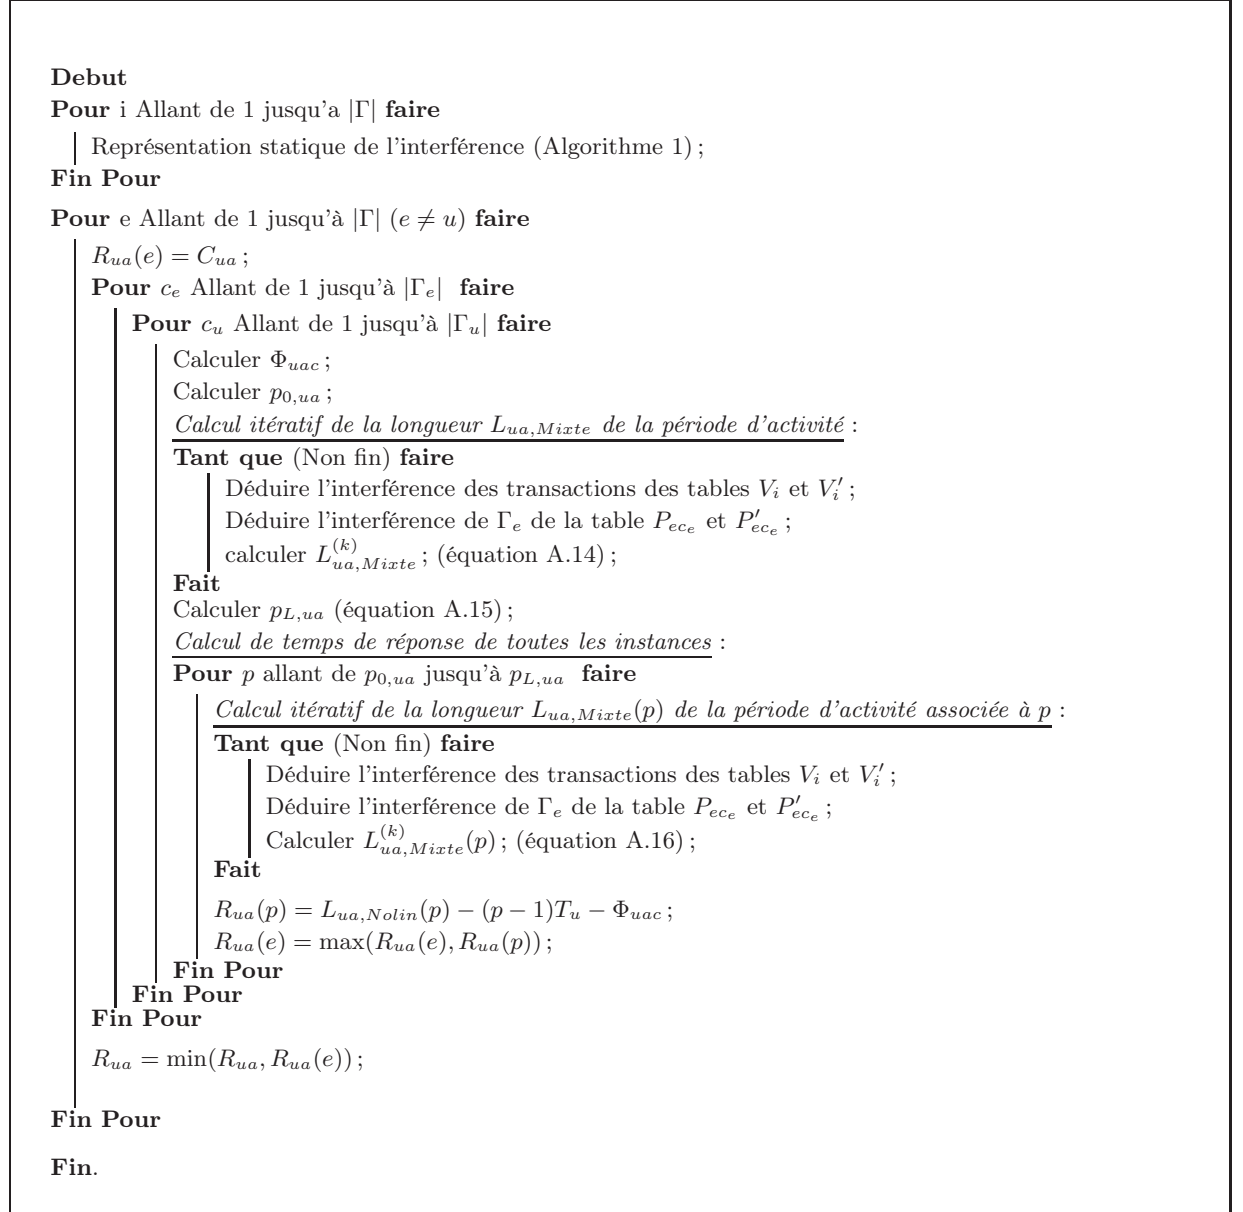 Debut
Pour i Allant de 1 jusqu'a |Γ| faire
Représentation statique de l'interférence (Algorithme 1) ;
Fin Pour
Pour e Allant de 1 jusqu'à |Γ| (e ≠ u) faire
R_{ua}(e) = C_{ua} ;
Pour c_e Allant de 1 jusqu'à |Γ_e| faire
Pour c_u Allant de 1 jusqu'à |Γ_u| faire
Calculer Φ_{uac} ;
Calculer p_{0,ua} ;
Calcul itératif de la longueur L_{ua,Mixte} de la période d'activité :
Tant que (Non fin) faire
Déduire l'interférence des transactions des tables V_i et V_i' ;
Déduire l'interférence de Γ_e de la table P_{ec_e} et P'_{ec_e} ;
calculer L^{(k)}_{ua,Mixte} ; (équation A.14) ;
Fait
Calculer p_{L,ua} (équation A.15) ;
Calcul de temps de réponse de toutes les instances :
Pour p allant de p_{0,ua} jusqu'à p_{L,ua} faire
Calcul itératif de la longueur L_{ua,Mixte}(p) de la période d'activité associée à p :
Tant que (Non fin) faire
Déduire l'interférence des transactions des tables V_i et V_i' ;
Déduire l'interférence de Γ_e de la table P_{ec_e} et P'_{ec_e} ;
Calculer L^{(k)}_{ua,Mixte}(p) ; (équation A.16) ;
Fait
R_{ua}(p) = L_{ua,Nolin}(p) − (p − 1)T_u − Φ_{uac} ;
R_{ua}(e) = max(R_{ua}(e), R_{ua}(p)) ;
Fin Pour
Fin Pour
Fin Pour
R_{ua} = min(R_{ua}, R_{ua}(e)) ;
Fin Pour
Fin.